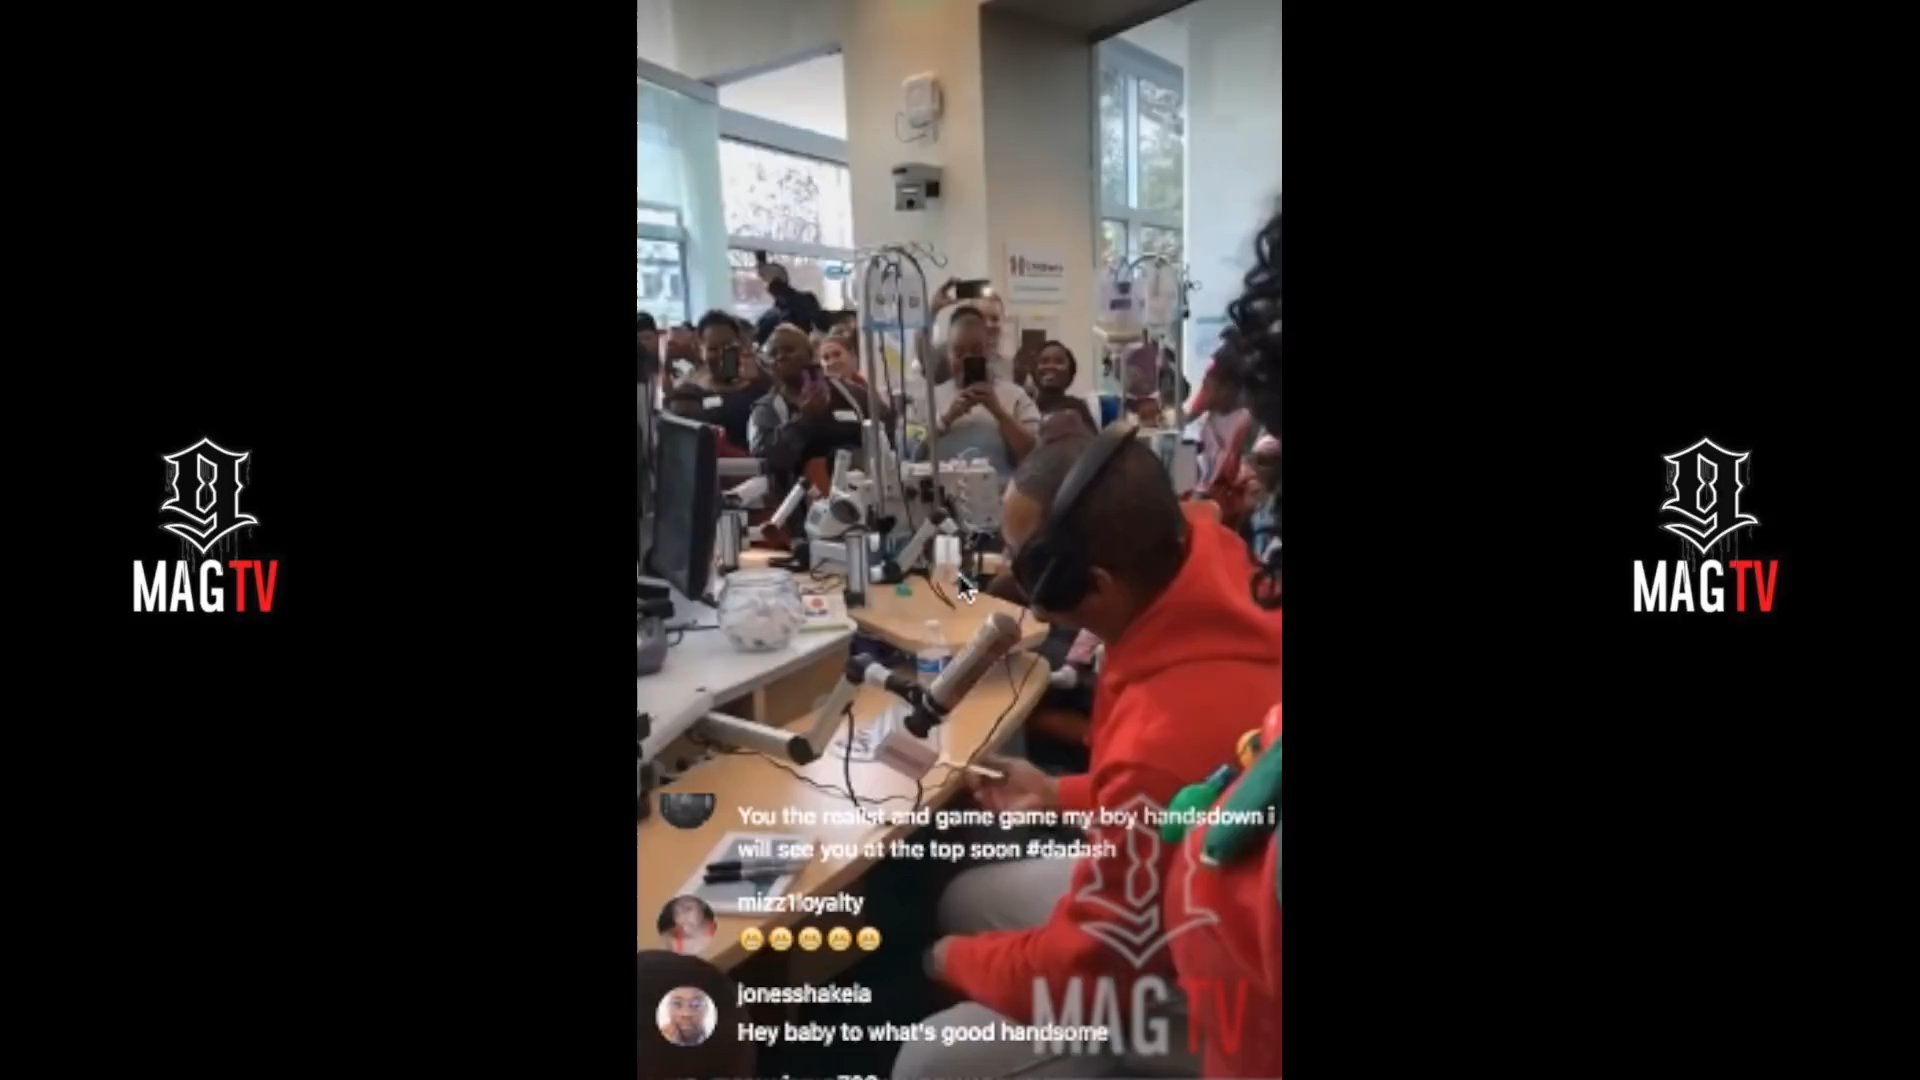 MAGTV
You the realist and game game my boy handsdown i
will see you at the top soon #dadash
mizz1loyalty
😁😁😁😁😁
jonesshakeia
Hey baby to what's good handsome
MAGTV
MAGTV